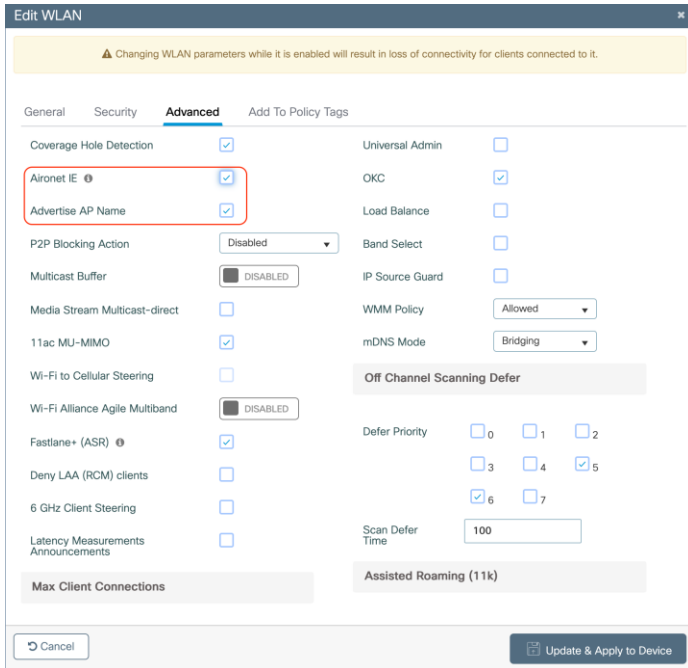 Edit WLAN
Changing WLAN parameters while it is enabled will result in loss of connectivity for clients connected to it.
General Security Advanced Add To Policy Tags
Coverage Hole Detection
Aironet IE
Advertise AP Name
P2P Blocking Action Disabled
Multicast Buffer DISABLED
Media Stream Multicast-direct
11ac MU-MIMO
Wi-Fi to Cellular Steering
Wi-Fi Alliance Agile Multiband DISABLED
Fastlane+ (ASR)
Deny LAA (RCM) clients
6 GHz Client Steering
Latency Measurements
Announcements
Max Client Connections
Universal Admin
OKC
Load Balance
Band Select
IP Source Guard
WMM Policy Allowed
mDNS Mode Bridging
Off Channel Scanning Defer
Defer Priority 0 1 2
3 4 5
6 7
Scan Defer
Time 100
Assisted Roaming (11k)
Cancel Update & Apply to Device